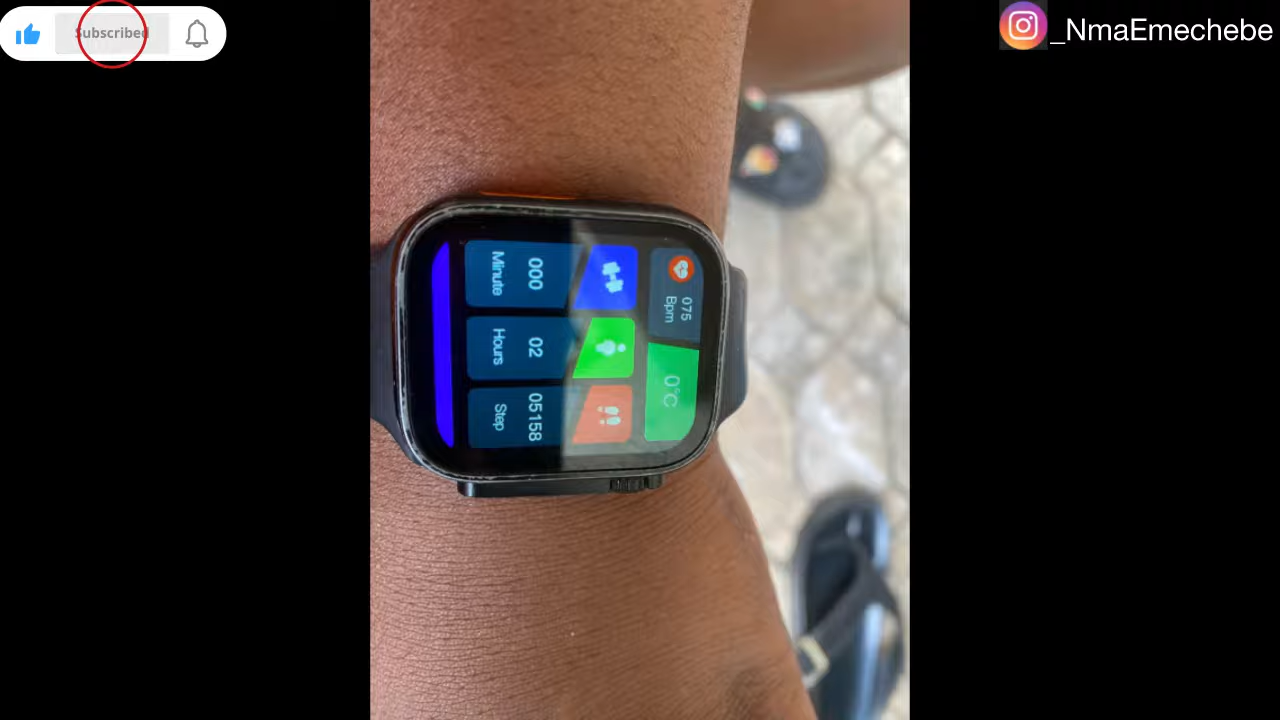 Subscribed
_NmaEmechebe
075
Bpm
0°C
000
Minute
02
Hours
05158
Step